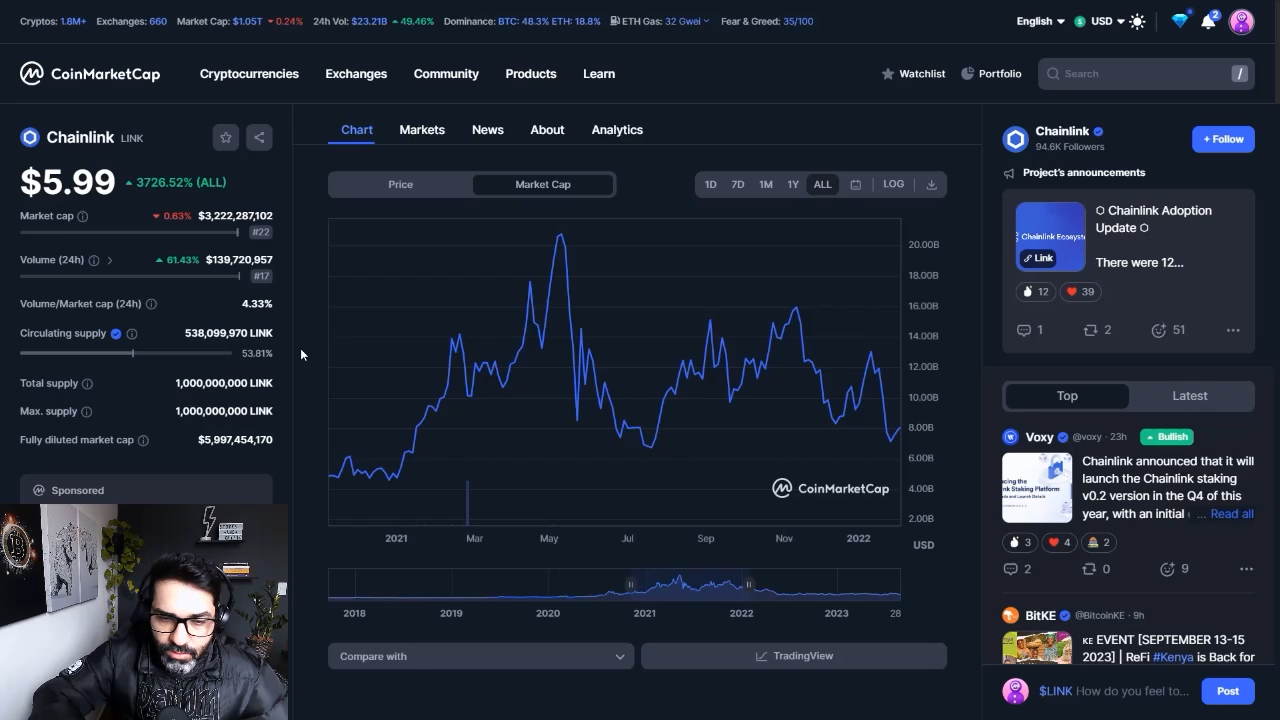 Cryptos: 1.8M+ Exchanges: 660 Market Cap: $1.05T 0.24% 24h Vol: $23.21B 49.46% Dominance: BTC: 48.3% ETH: 18.8% ETH Gas: 32 Gwei Fear & Greed: 35/100 English USD 2
CoinMarketCap Cryptocurrencies Exchanges Community Products Learn Watchlist Portfolio Search /
Chainlink LINK
$5.99 3726.52% (ALL)
Market cap 0.63% $3,222,287,102
#22
Volume (24h) 61.43% $139,720,957
#17
Volume/Market cap (24h) 4.33%
Circulating supply 538,099,970 LINK
53.81%
Total supply 1,000,000,000 LINK
Max. supply 1,000,000,000 LINK
Fully diluted market cap $5,997,454,170
Sponsored
Chart Markets News About Analytics
Price Market Cap 1D 7D 1M 1Y ALL LOG
20.00B
18.00B
16.00B
14.00B
12.00B
10.00B
8.00B
6.00B
4.00B
2.00B
CoinMarketCap
2021 Mar May Jul Sep Nov 2022 USD
2018 2019 2020 2021 2022 2023 28
Compare with TradingView
Chainlink
94.6K Followers
+ Follow
Project's announcements
Chainlink Ecosyste
Link
Chainlink Adoption
Update
There were 12...
12 39
1 2 51
Top Latest
Voxy @voxy · 23h Bullish
Chainlink announced that it will
launch the Chainlink staking
v0.2 version in the Q4 of this
year, with an initial ... Read all
3 4 2
2 0 9
BitKE @BitcoinKE · 9h
KE EVENT [SEPTEMBER 13-15
2023] | ReFi #Kenya is Back for
$LINK How do you feel to... Post